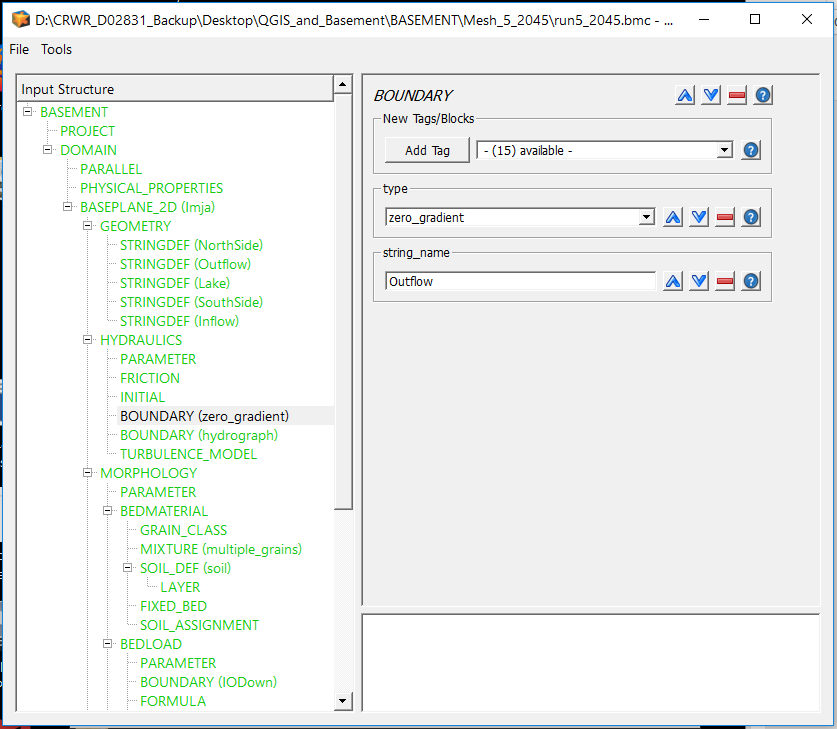 D:\CRWR_D02831_Backup\Desktop\QGIS_and_Basement\BASEMENT\Mesh_5_2045\run5_2045.bmc - ...
File Tools
Input Structure
BASEMENT
PROJECT
DOMAIN
PARALLEL
PHYSICAL_PROPERTIES
BASEPLANE_2D (Imja)
GEOMETRY
STRINGDEF (NorthSide)
STRINGDEF (Outflow)
STRINGDEF (Lake)
STRINGDEF (SouthSide)
STRINGDEF (Inflow)
HYDRAULICS
PARAMETER
FRICTION
INITIAL
BOUNDARY (zero_gradient)
BOUNDARY (hydrograph)
TURBULENCE_MODEL
MORPHOLOGY
PARAMETER
BEDMATERIAL
GRAIN_CLASS
MIXTURE (multiple_grains)
SOIL_DEF (soil)
LAYER
FIXED_BED
SOIL_ASSIGNMENT
BEDLOAD
PARAMETER
BOUNDARY (IODown)
FORMULA
BOUNDARY
New Tags/Blocks
Add Tag - (15) available -
type
zero_gradient
string_name
Outflow